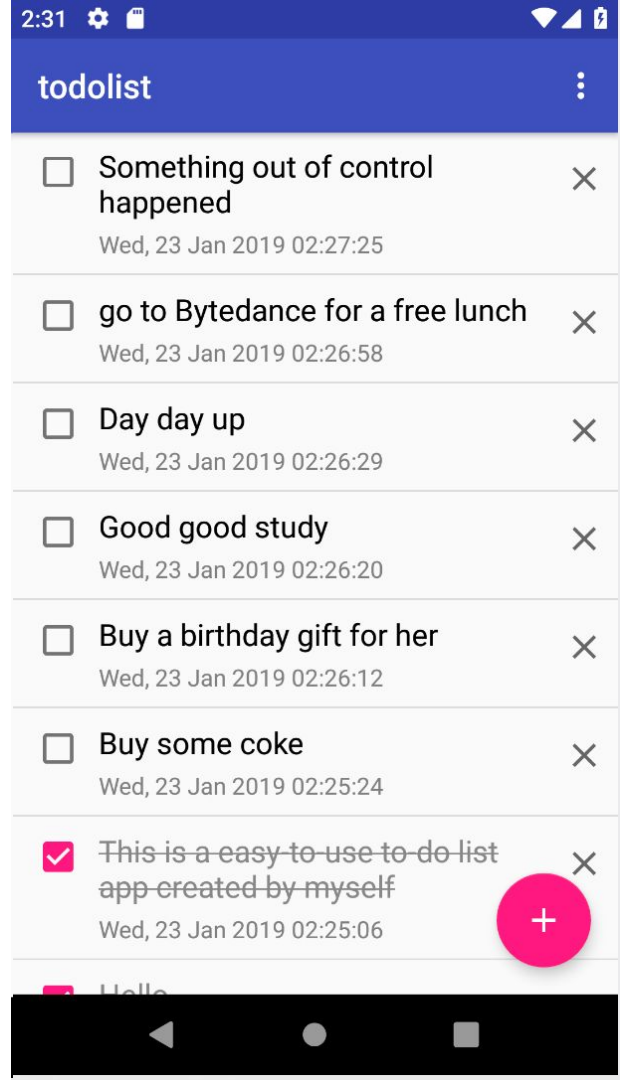 2:31
todolist
Something out of control
happened
Wed, 23 Jan 2019 02:27:25
go to Bytedance for a free lunch
Wed, 23 Jan 2019 02:26:58
Day day up
Wed, 23 Jan 2019 02:26:29
Good good study
Wed, 23 Jan 2019 02:26:20
Buy a birthday gift for her
Wed, 23 Jan 2019 02:26:12
Buy some coke
Wed, 23 Jan 2019 02:25:24
This is a easy-to-use to-do list
app created by myself
Wed, 23 Jan 2019 02:25:06
Hello